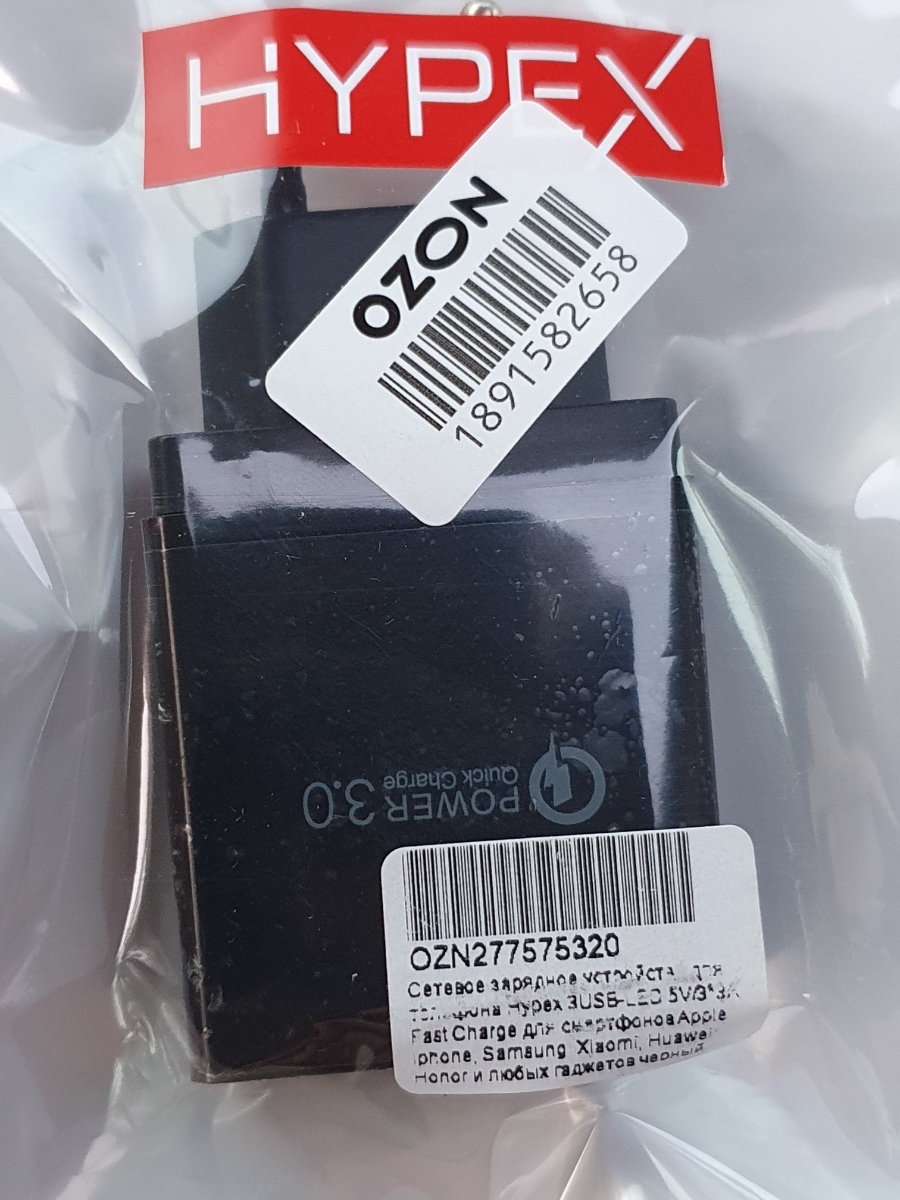 HYPEX
OZON
1891582658
POWER 3.0
Quick Charge
OZN277575320
Сетевое зарядное устройство для
телефона Hypex 3USB-LED 5V/3*3A
Fast Charge для смартфонов Apple
iphone, Samsung Xiaomi, Huawei
Honor и любых гаджетов черный